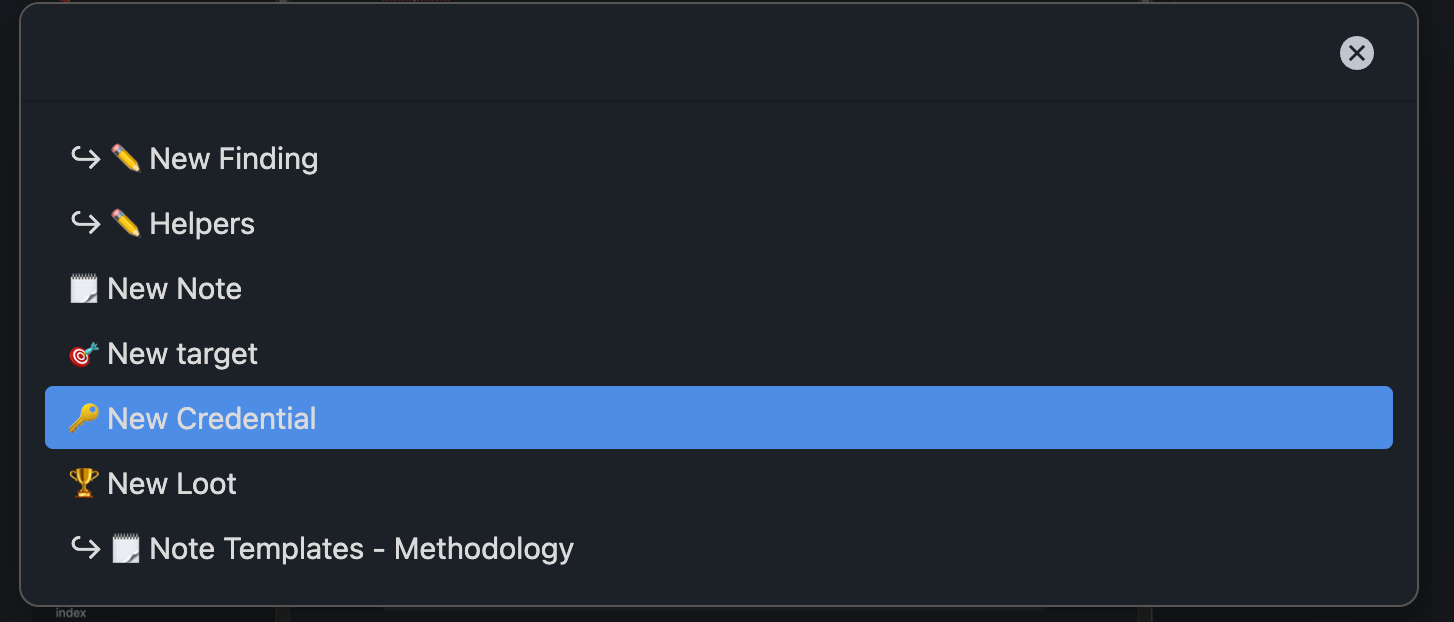 ↪ ✏️ New Finding
↪ ✏️ Helpers
🗒️ New Note
🎯 New target
🔑 New Credential
🏆 New Loot
↪ 🗒️ Note Templates - Methodology
index